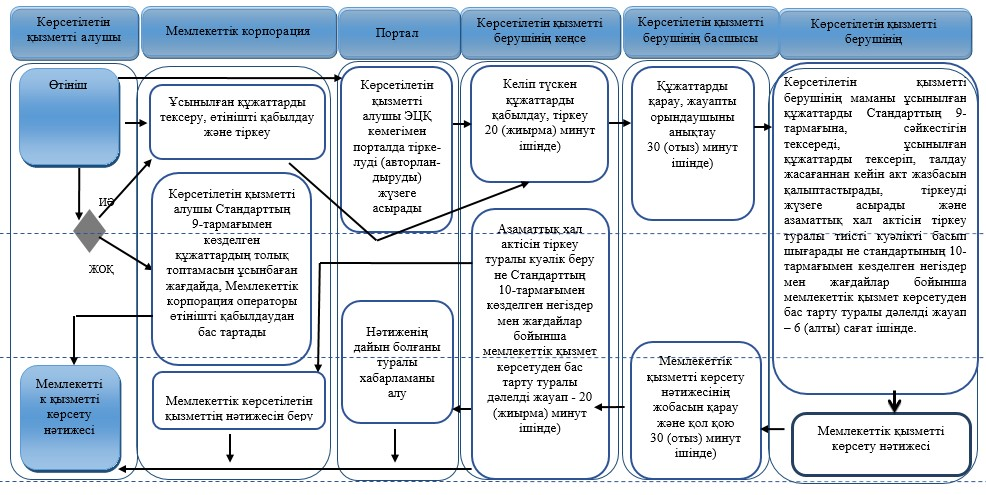 Көрсетілетін
қызметті алушы
Мемлекеттік корпорация
Портал
Көрсетілетін қызметті
берушінің кеңсе
Көрсетілетін қызметті
берушінің басшысы
Көрсетілетін қызметті
берушінің
Өтініш
ИӘ
ЖОҚ
Мемлекетті
к қызметті
көрсету
нәтижесі
Ұсынылған құжаттарды
тексеру, өтінішті қабылдау
және тіркеу
Көрсетілетін қызметті
алушы Стандарттың
9-тармағымен
көзделген
құжаттардың толық
топтамасын ұсынбаған
жағдайда, Мемлекеттік
корпорация операторы
өтінішті қабылдаудан
бас тартады
Мемлекеттік көрсетілетін
қызметтің нәтижесін беру
Көрсетілетін
қызметті
алушы ЭЦҚ
көмегімен
порталда тірке-
луді (авторлан-
дыруды)
жүзеге
асырады
Нәтиженің
дайын болғаны
туралы
хабарламаны
алу
Келіп түскен
құжаттарды
қабылдау, тіркеу
20 (жиырма) минут
ішінде)
Азаматтық хал
актісін тіркеу
туралы куәлік беру
не Стандарттың
10-тармағымен
көзделген негіздер
мен жағдайлар
бойынша
мемлекеттік қызмет
көрсетуден бас
тарту туралы
дәлелді жауап - 20
(жиырма) минут
ішінде)
Құжаттарды
қарау, жауапты
орындаушыны
анықтау
30 (отыз) минут
ішінде)
Мемлекеттік
қызметті көрсету
нәтижесінің
жобасын қарау
және қол қою
30 (отыз) минут
ішінде)
Көрсетілетін қызметті
берушінің маманы ұсынылған
құжаттарды Стандарттың 9-
тармағына, сәйкестігін
тексереді, ұсынылған
құжаттарды тексеріп, талдау
жасағаннан кейін акт жазбасын
қалыптастырады, тіркеуді
жүзеге асырады және
азаматтық хал актісін тіркеу
туралы тиісті куәлікті басып
шығарады не стандартының 10-
тармағымен көзделген негіздер
мен жағдайлар бойынша
мемлекеттік қызмет көрсетуден
бас тарту туралы дәлелді жауап
– 6 (алты) сағат ішінде.
Мемлекеттік қызметті
көрсету нәтижесі